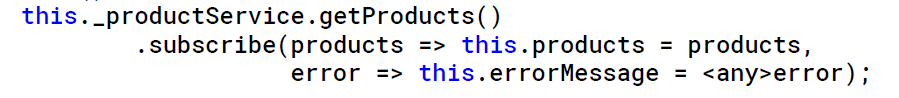 this._productService.getProducts()
.subscribe(products => this.products = products,
error => this.errorMessage = <any>error);